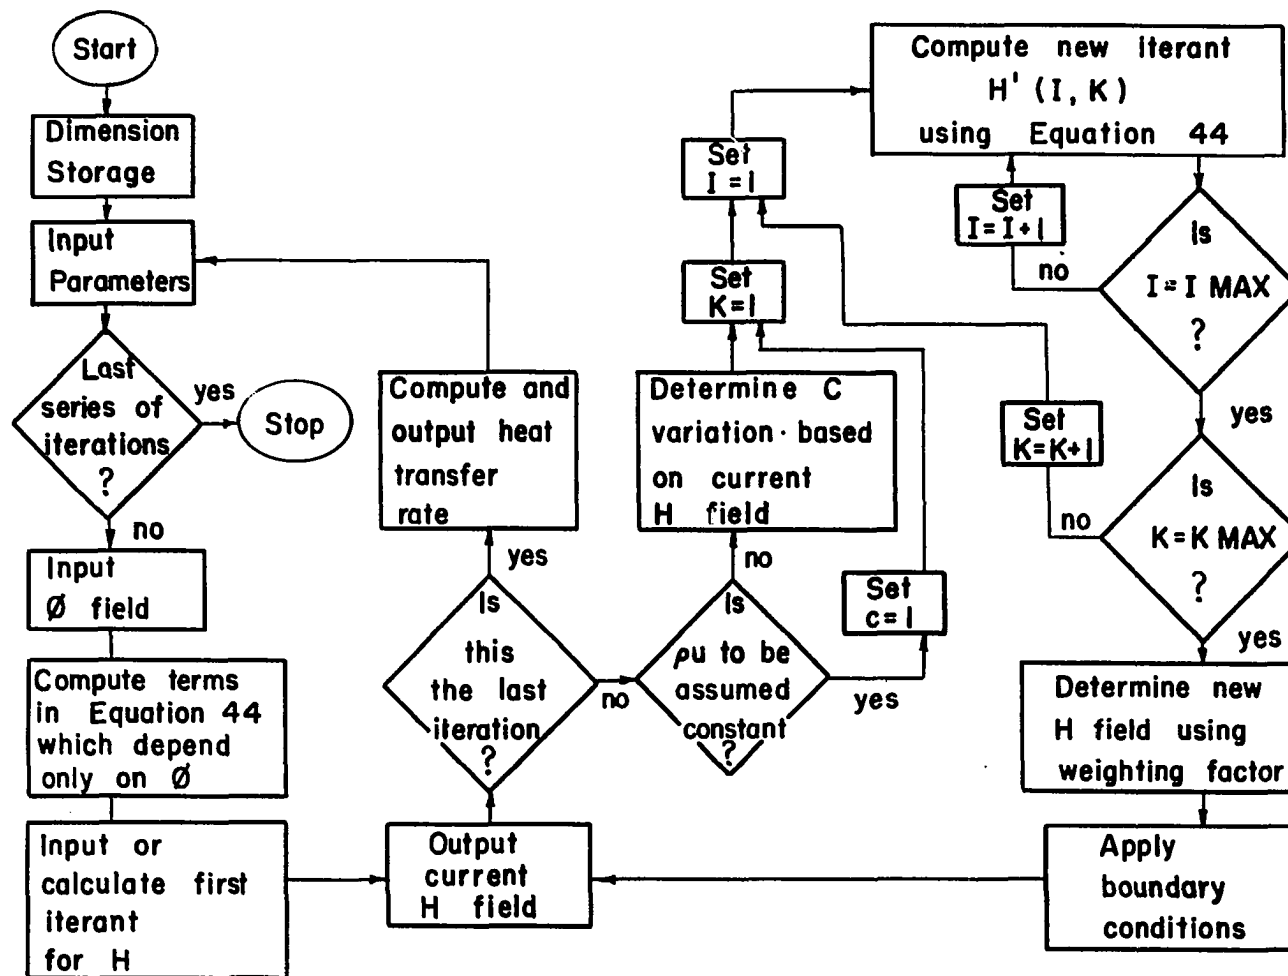 Start
Dimension
Storage
Input
Parameters
Last
series of
iterations
?
yes
Stop
no
Input
Ø field
Compute terms
in Equation 44
which depend
only on Ø
Input or
calculate first
iterant
for H
Output
current
H field
Is
this
the last
iteration
?
yes
Compute and
output heat
transfer
rate
no
Is
ρu to be
assumed
constant
?
no
Determine C
variation based
on current
H field
yes
Set
c=1
Set
K=1
Set
I=1
Compute new iterant
H' (I, K)
using Equation 44
Is
I=I MAX
?
no
Set
I=I+1
yes
Is
K=K MAX
?
no
Set
K=K+1
yes
Determine new
H field using
weighting factor
Apply
boundary
conditions